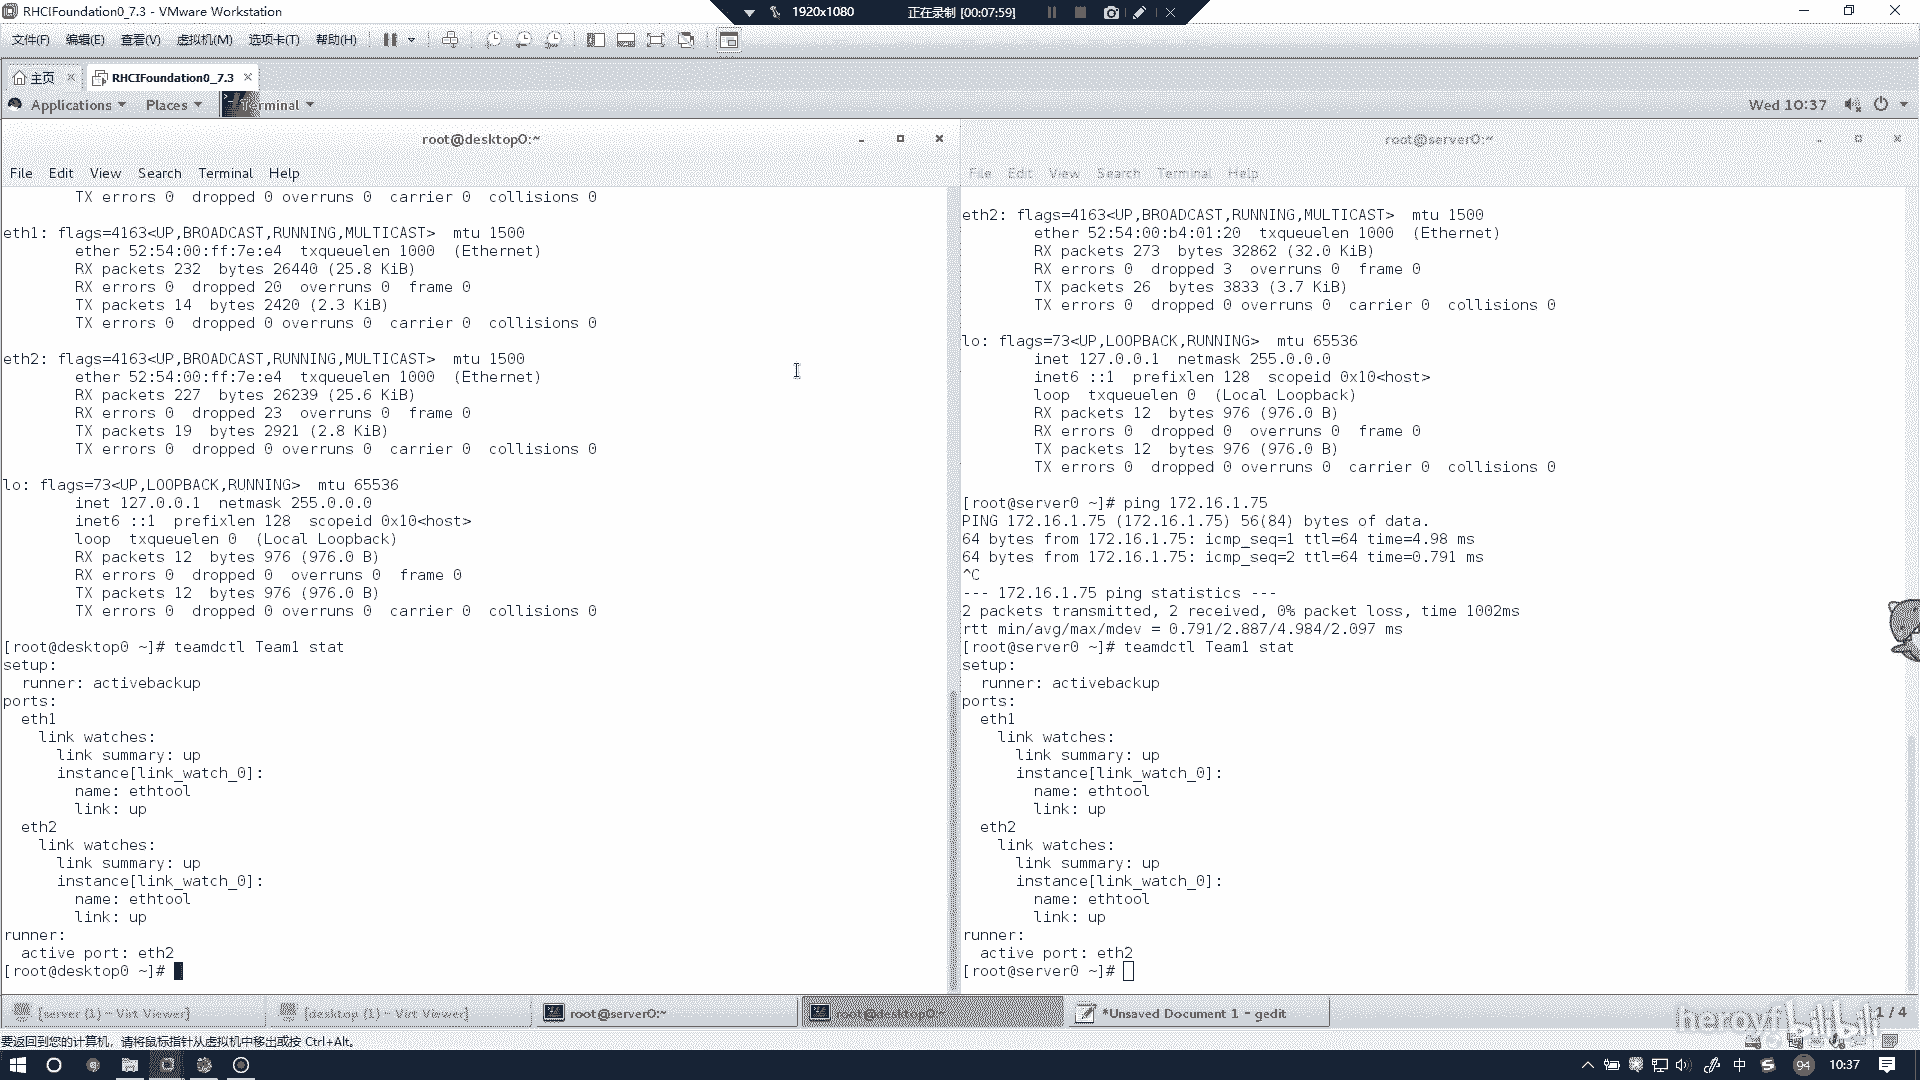 RHCIFoundation0_7.3 - VMware Workstation
1920x1080
正在录制 [00:07:59]
文件(F) 编辑(E) 查看(V) 虚拟机(M) 选项卡(T) 帮助(H)
主页
RHCIFoundation0_7.3
Applications Places Terminal
Wed 10:37
root@desktop0:~
File Edit View Search Terminal Help
TX errors 0  dropped 0 overruns 0  carrier 0  collisions 0
eth1: flags=4163<UP,BROADCAST,RUNNING,MULTICAST>  mtu 1500
ether 52:54:00:ff:7e:e4  txqueuelen 1000  (Ethernet)
RX packets 232  bytes 26440 (25.8 KiB)
RX errors 0  dropped 20  overruns 0  frame 0
TX packets 14  bytes 2420 (2.3 KiB)
TX errors 0  dropped 0 overruns 0  carrier 0  collisions 0
eth2: flags=4163<UP,BROADCAST,RUNNING,MULTICAST>  mtu 1500
ether 52:54:00:ff:7e:e4  txqueuelen 1000  (Ethernet)
RX packets 227  bytes 26239 (25.6 KiB)
RX errors 0  dropped 23  overruns 0  frame 0
TX packets 19  bytes 2921 (2.8 KiB)
TX errors 0  dropped 0 overruns 0  carrier 0  collisions 0
lo: flags=73<UP,LOOPBACK,RUNNING>  mtu 65536
inet 127.0.0.1  netmask 255.0.0.0
inet6 ::1  prefixlen 128  scopeid 0x10<host>
loop  txqueuelen 0  (Local Loopback)
RX packets 12  bytes 976 (976.0 B)
RX errors 0  dropped 0  overruns 0  frame 0
TX packets 12  bytes 976 (976.0 B)
TX errors 0  dropped 0 overruns 0  carrier 0  collisions 0
[root@desktop0 ~]# teamdctl Team1 stat
setup:
runner: activebackup
ports:
eth1
link watches:
link summary: up
instance[link_watch_0]:
name: ethtool
link: up
eth2
link watches:
link summary: up
instance[link_watch_0]:
name: ethtool
link: up
runner:
active port: eth2
[root@desktop0 ~]#
root@server0:~
File Edit View Search Terminal Help
eth2: flags=4163<UP,BROADCAST,RUNNING,MULTICAST>  mtu 1500
ether 52:54:00:b4:01:20  txqueuelen 1000  (Ethernet)
RX packets 273  bytes 32862 (32.0 KiB)
RX errors 0  dropped 3  overruns 0  frame 0
TX packets 26  bytes 3833 (3.7 KiB)
TX errors 0  dropped 0 overruns 0  carrier 0  collisions 0
lo: flags=73<UP,LOOPBACK,RUNNING>  mtu 65536
inet 127.0.0.1  netmask 255.0.0.0
inet6 ::1  prefixlen 128  scopeid 0x10<host>
loop  txqueuelen 0  (Local Loopback)
RX packets 12  bytes 976 (976.0 B)
RX errors 0  dropped 0  overruns 0  frame 0
TX packets 12  bytes 976 (976.0 B)
TX errors 0  dropped 0 overruns 0  carrier 0  collisions 0
[root@server0 ~]# ping 172.16.1.75
PING 172.16.1.75 (172.16.1.75) 56(84) bytes of data.
64 bytes from 172.16.1.75: icmp_seq=1 ttl=64 time=4.98 ms
64 bytes from 172.16.1.75: icmp_seq=2 ttl=64 time=0.791 ms
^C
--- 172.16.1.75 ping statistics ---
2 packets transmitted, 2 received, 0% packet loss, time 1002ms
rtt min/avg/max/mdev = 0.791/2.887/4.984/2.097 ms
[root@server0 ~]# teamdctl Team1 stat
setup:
runner: activebackup
ports:
eth1
link watches:
link summary: up
instance[link_watch_0]:
name: ethtool
link: up
eth2
link watches:
link summary: up
instance[link_watch_0]:
name: ethtool
link: up
runner:
active port: eth2
[root@server0 ~]#
[server (1) - Virt Viewer]
[desktop (1) - Virt Viewer]
root@server0:~
root@desktop0:~
*Unsaved Document 1 - gedit
bilibili
1 / 4
要返回到您的计算机，请将鼠标指针从虚拟机中移出或按 Ctrl+Alt。
中
94
10:37